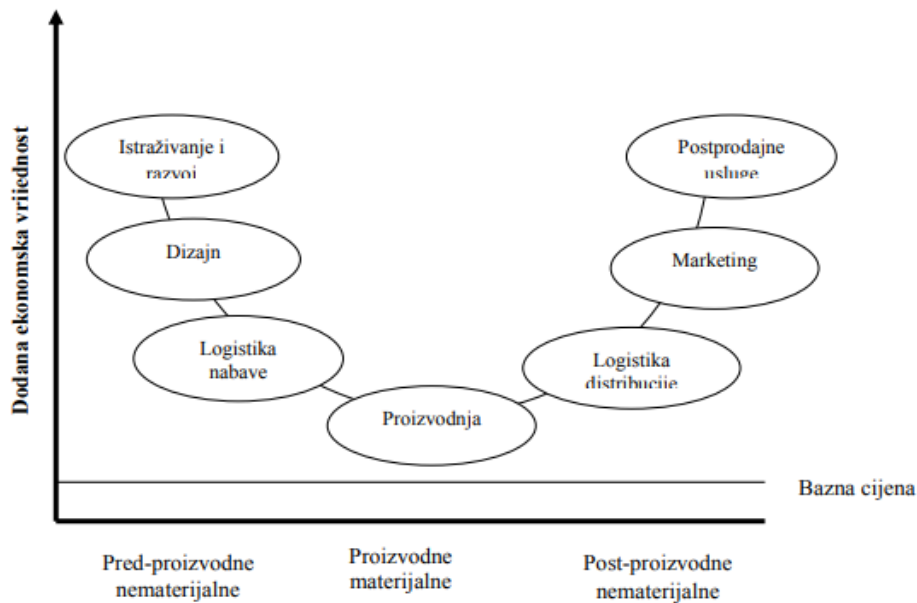 Dodana ekonomska vrijednost
Istraživanje i
razvoj
Postprodajne
usluge
Dizajn
Marketing
Logistika
nabave
Logistika
distribucije
Proizvodnja
Bazna cijena
Pred-proizvodne
nematerijalne
Proizvodne
materijalne
Post-proizvodne
nematerijalne